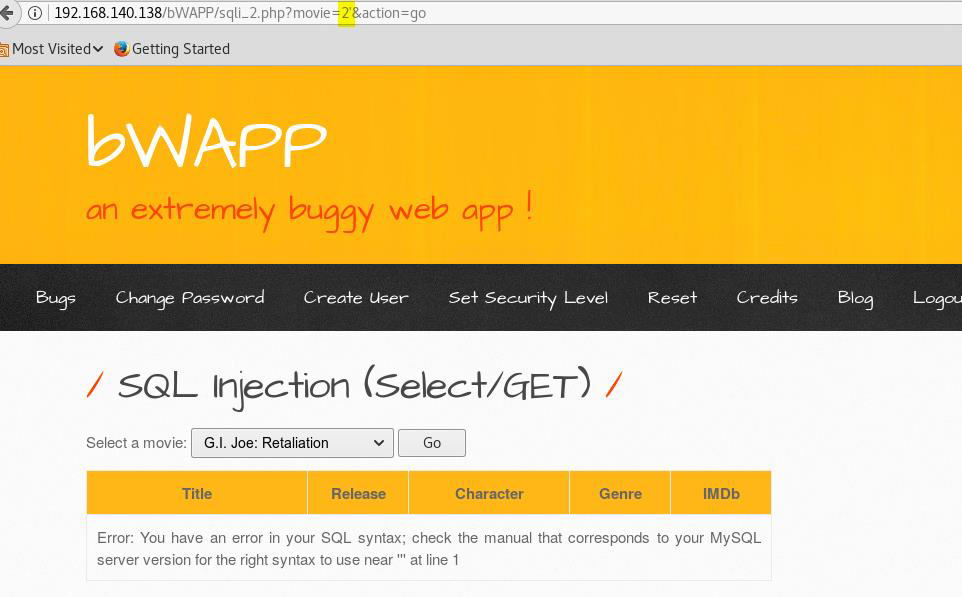 192.168.140.138/bWAPP/sqli_2.php?movie=2'&action=go
Most Visited Getting Started
bWAPP
an extremely buggy web app !
Bugs Change Password Create User Set Security Level Reset Credits Blog Logou
/ SQL Injection (Select/GET) /
Select a movie: G.I. Joe: Retaliation Go
Title Release Character Genre IMDb
Error: You have an error in your SQL syntax; check the manual that corresponds to your MySQL
server version for the right syntax to use near ''' at line 1